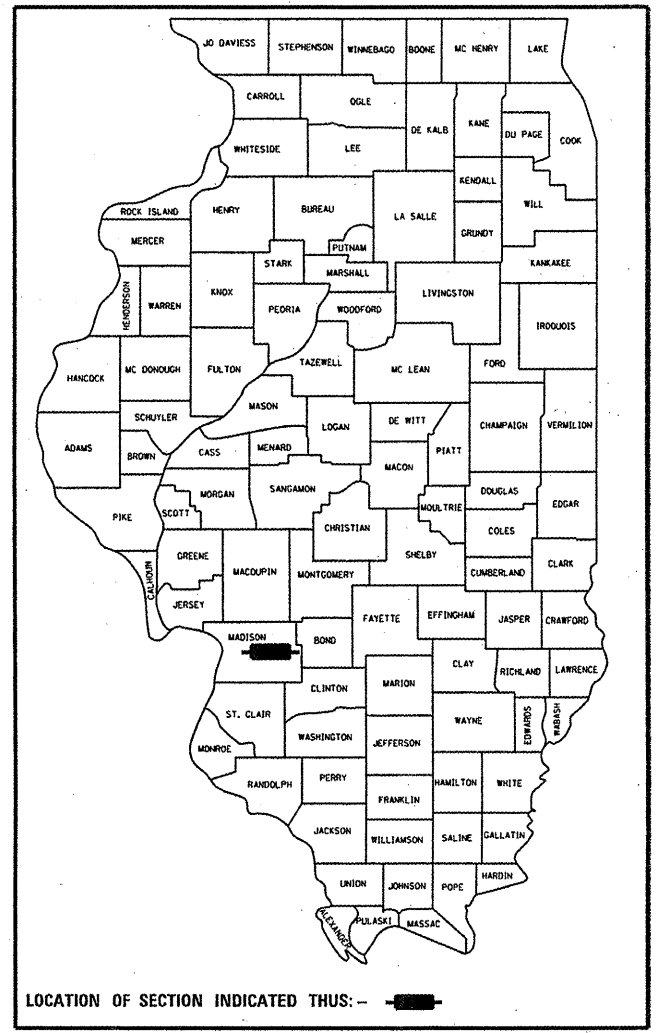 JO DAVIESS
STEPHENSON
WINNEBAGO
BOONE
MC HENRY
LAKE
CARROLL
OGLE
DE KALB
KANE
DU PAGE
COOK
WHITESIDE
LEE
KENDALL
WILL
ROCK ISLAND
HENRY
BUREAU
LA SALLE
GRUNDY
MERCER
PUTNAM
STARK
MARSHALL
KANKAKEE
HENDERSON
WARREN
KNOX
PEORIA
WOODFORD
LIVINGSTON
IROQUOIS
HANCOCK
MC DONOUGH
FULTON
TAZEWELL
MC LEAN
FORD
MASON
SCHUYLER
LOGAN
DE WITT
CHAMPAIGN
VERMILION
ADAMS
BROWN
CASS
MENARD
MACON
PIATT
PIKE
SCOTT
MORGAN
SANGAMON
CHRISTIAN
MOULTRIE
DOUGLAS
EDGAR
COLES
SHELBY
CALHOUN
GREENE
MACOUPIN
MONTGOMERY
CUMBERLAND
CLARK
JERSEY
FAYETTE
EFFINGHAM
JASPER
CRAWFORD
MADISON
BOND
CLAY
RICHLAND
LAWRENCE
CLINTON
MARION
ST. CLAIR
WAYNE
EDWARDS
WABASH
WASHINGTON
JEFFERSON
MONROE
RANDOLPH
PERRY
HAMILTON
WHITE
FRANKLIN
JACKSON
WILLIAMSON
SALINE
GALLATIN
UNION
JOHNSON
POPE
HARDIN
ALEXANDER
PULASKI
MASSAC
LOCATION OF SECTION INDICATED THUS: –